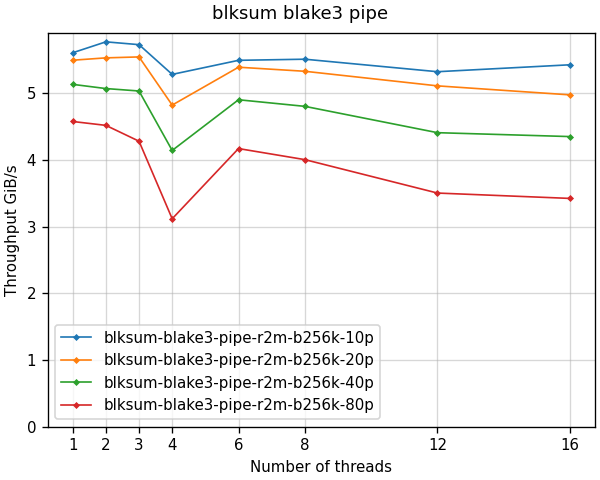 blksum blake3 pipe
Throughput GiB/s
5
4
3
2
1
0
blksum-blake3-pipe-r2m-b256k-10p
blksum-blake3-pipe-r2m-b256k-20p
blksum-blake3-pipe-r2m-b256k-40p
blksum-blake3-pipe-r2m-b256k-80p
1 2 3 4 6 8 12 16
Number of threads